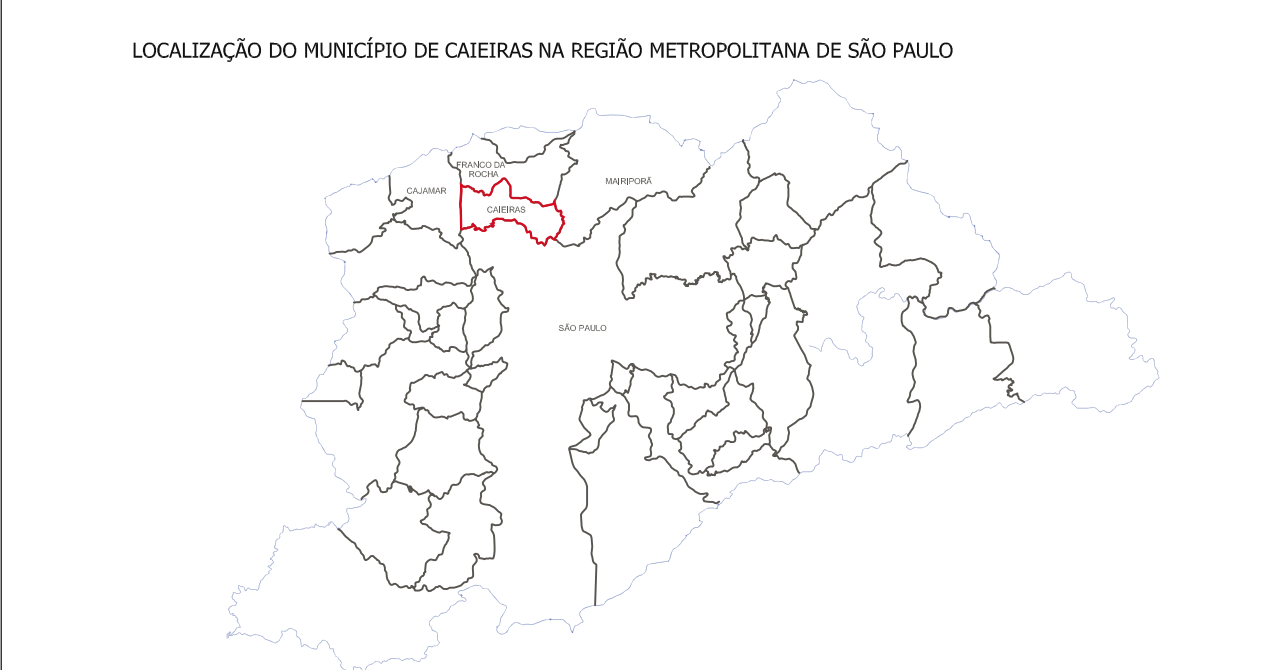 LOCALIZAÇÃO DO MUNICÍPIO DE CAIEIRAS NA REGIÃO METROPOLITANA DE SÃO PAULO
FRANCO DA
ROCHA
MAIRIPORÃ
CAJAMAR
CAIEIRAS
SÃO PAULO